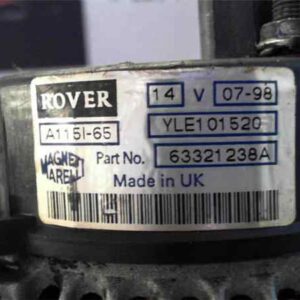 ROVER 14 V 07-98
A115I-65 YLE101520
MAGNETI MARELLI Part No. 63321238A
Made in UK